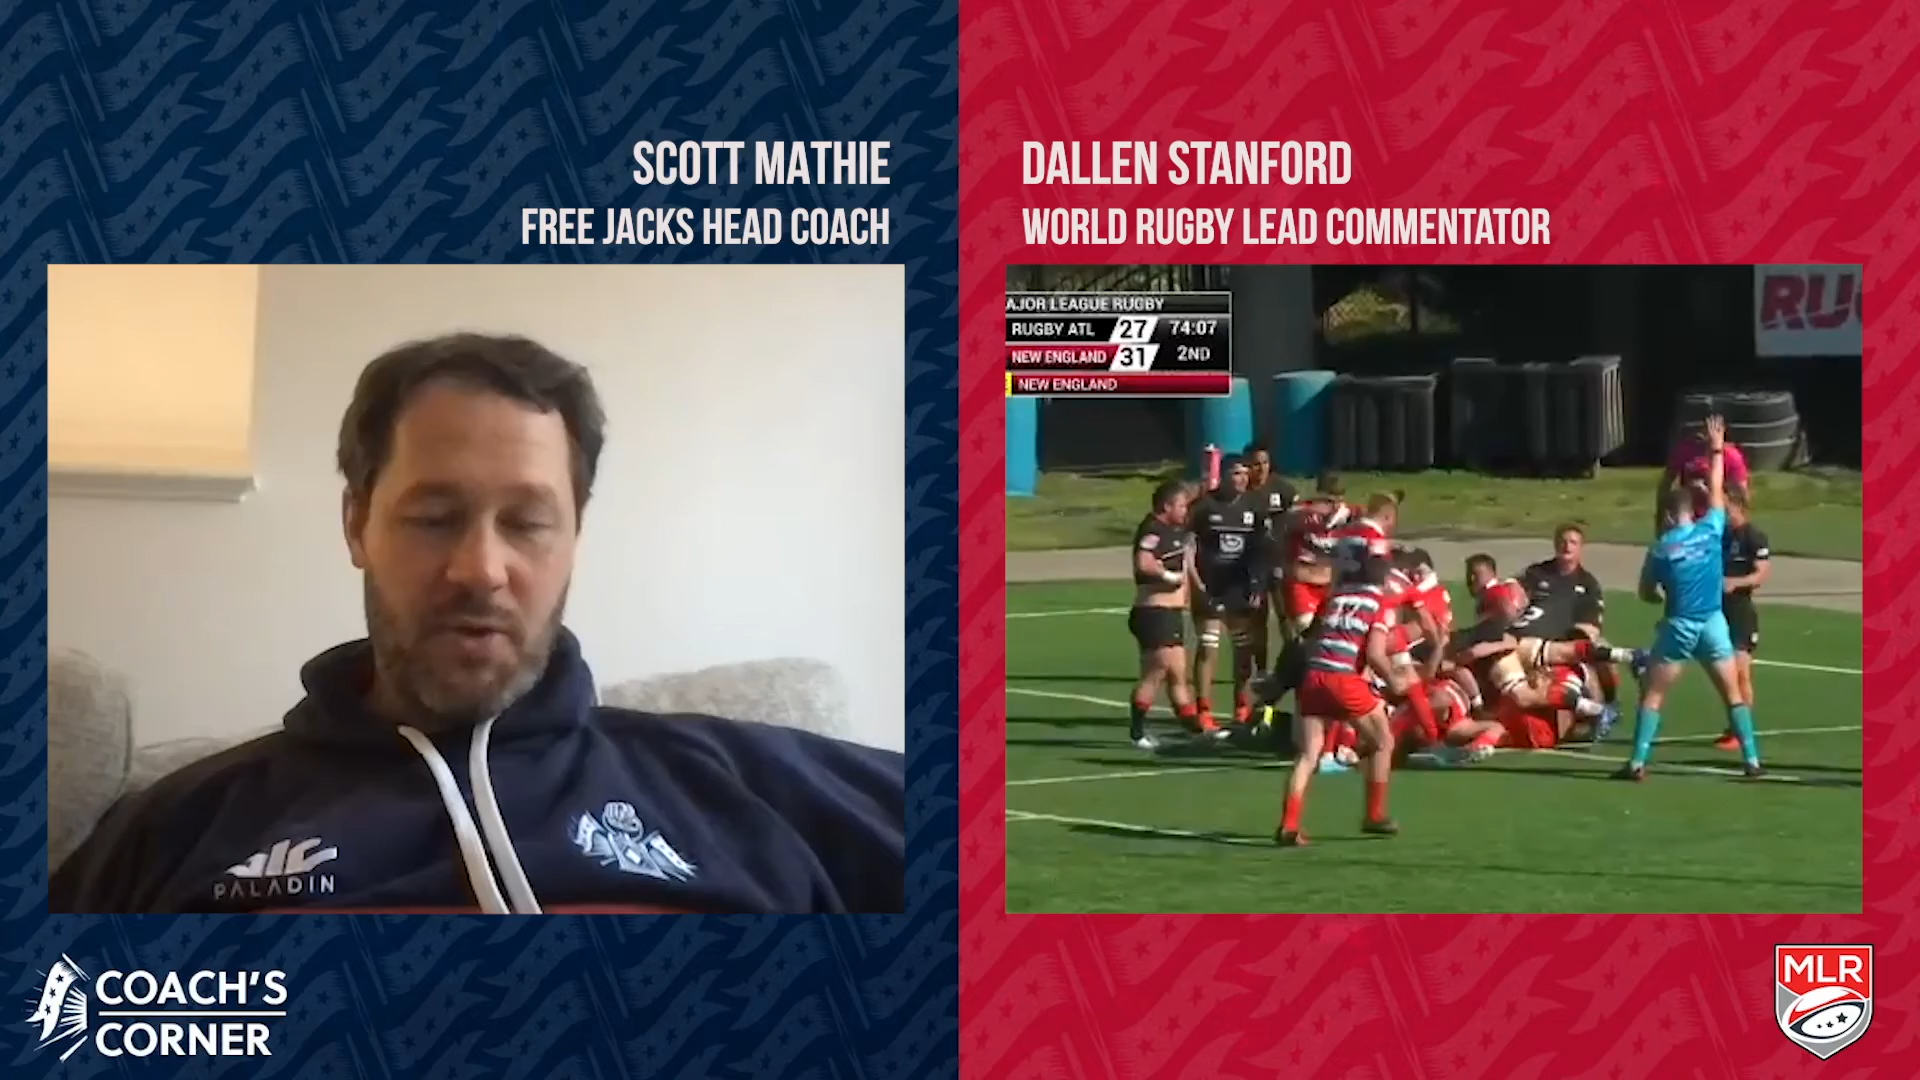 SCOTT MATHIE
FREE JACKS HEAD COACH
DALLEN STANFORD
WORLD RUGBY LEAD COMMENTATOR
AJOR LEAGUE RUGBY
RUGBY ATL 27 74:07
NEW ENGLAND 31 2ND
NEW ENGLAND
RU
PALADIN
COACH'S
CORNER
MLR